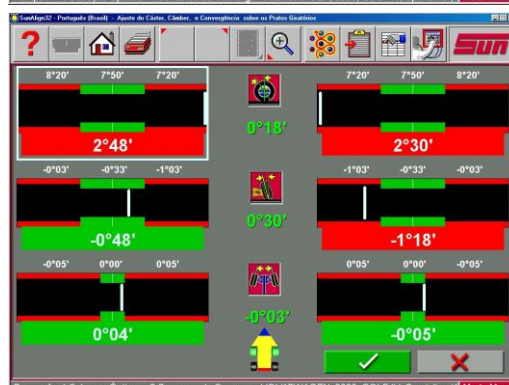 SunAlign32 - Português (Brasil) - Ajuste do Cáster, Câmber, e Convergência sobre os Pratos Giratórios
?
Sun
8°20' 7°50' 7°20'
7°20' 7°50' 8°20'
0°18'
2°48'
2°30'
-0°03' -0°33' -1°03'
-1°03' -0°33' -0°03'
0°30'
-0°48'
-1°18'
-0°05' 0°00' 0°05'
0°05' 0°00' -0°05'
-0°03'
0°04'
-0°05'